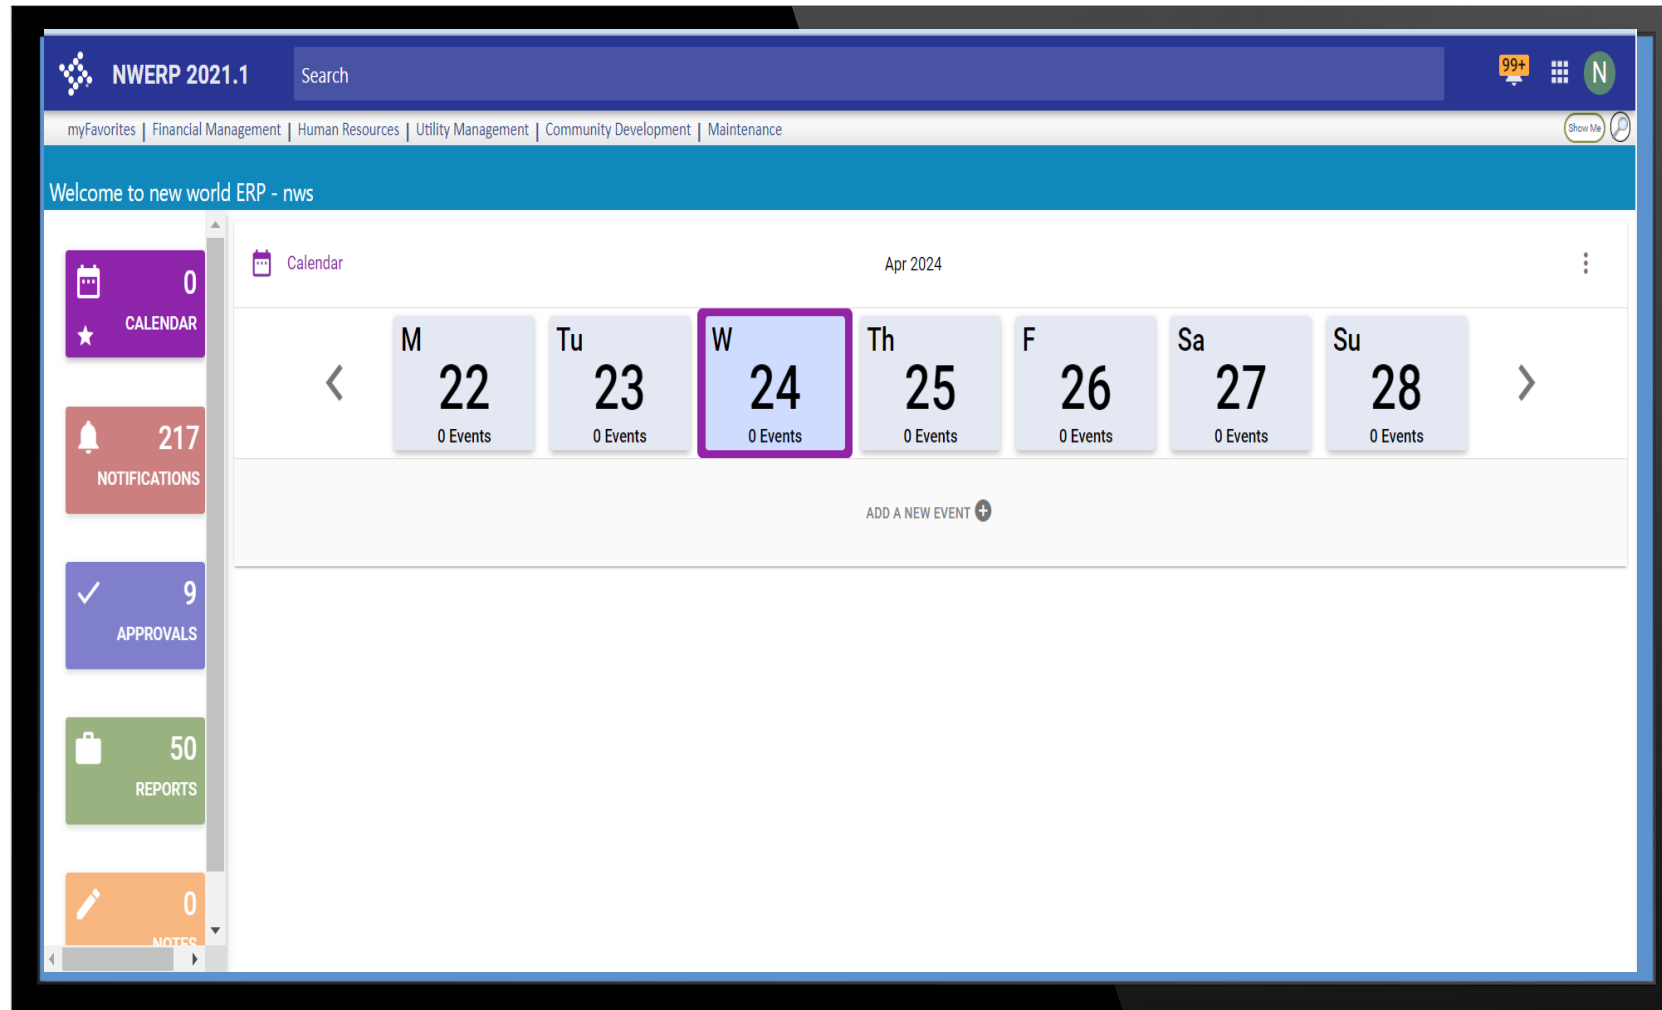 NWERP 2021.1 Search 99+ N
myFavorites | Financial Management | Human Resources | Utility Management | Community Development | Maintenance Show Me
Welcome to new world ERP - nws
0
CALENDAR
217
NOTIFICATIONS
9
APPROVALS
50
REPORTS
0
NOTES
Calendar Apr 2024
M Tu W Th F Sa Su
22 23 24 25 26 27 28
0 Events 0 Events 0 Events 0 Events 0 Events 0 Events 0 Events
ADD A NEW EVENT